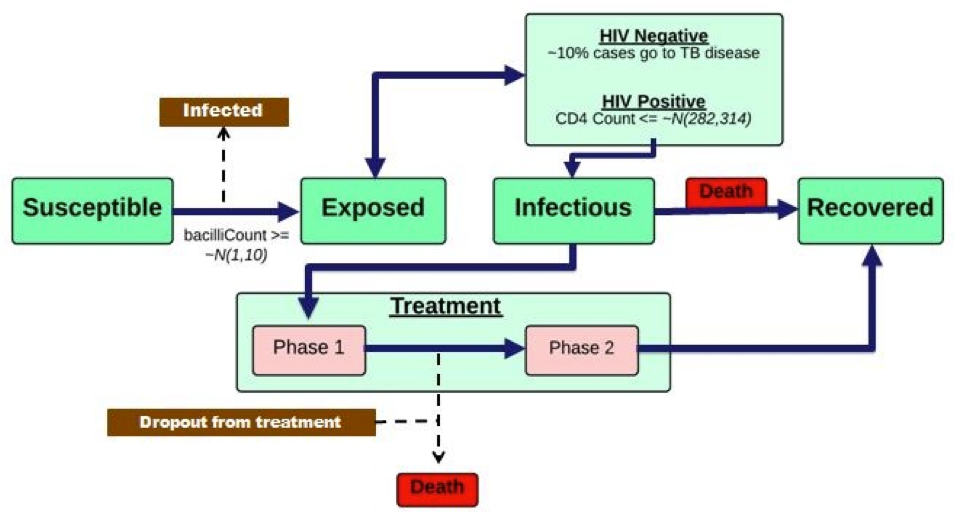 HIV Negative
~10% cases go to TB disease
HIV Positive
CD4 Count <= ~N(282,314)
Infected
Susceptible
Exposed
Infectious
Death
Recovered
bacilliCount >=
~N(1,10)
Treatment
Phase 1
Phase 2
Dropout from treatment
Death